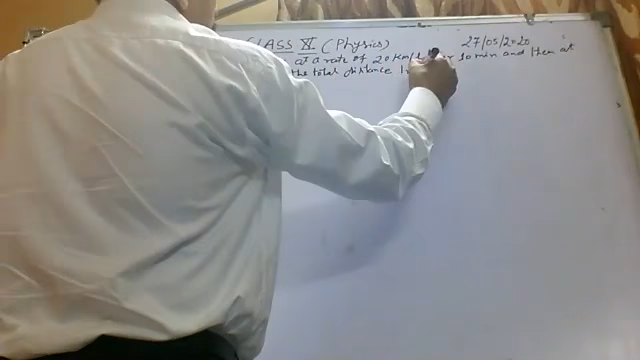 CLASS XI (Physics) 27/05/2020
at a rate of 20 km/ 10 min and then at
the total distance